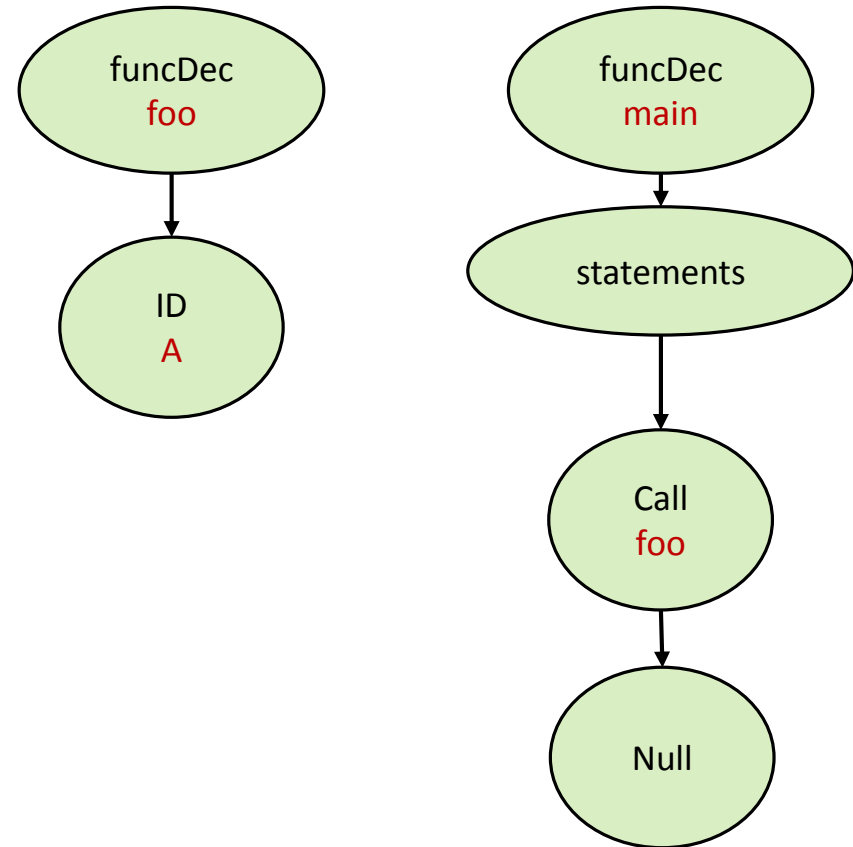 funcDec
foo
ID
A
funcDec
main
statements
Call
foo
Null